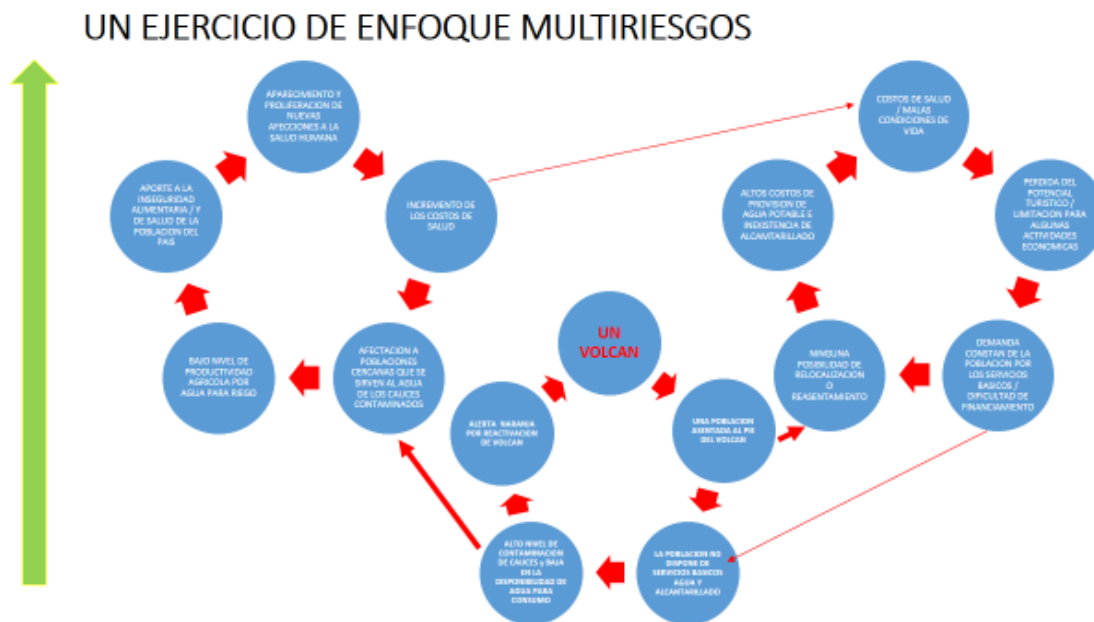 UN EJERCICIO DE ENFOQUE MULTIRIESGOS
APARECIMIENTO Y
PROLIFERACION DE
NUEVAS
AFECCIONES A LA
SALUD HUMANA
INCREMENTO DE
LOS COSTOS DE
SALUD
AFECTACION A
POBLACIONES
CERCANAS QUE SE
SIRVEN AL AGUA
DE LOS CAUCES
CONTAMINADOS
BAJO NIVEL DE
PRODUCTIVIDAD
AGRICOLA POR
AGUA PARA RIEGO
APORTE A LA
INSEGURIDAD
ALIMENTARIA / Y
DE SALUD DE LA
POBLACION DEL
PAIS
UN
VOLCAN
UNA POBLACION
ASENTADA AL PIE
DEL VOLCAN
LA POBLACION NO
DISPONE DE
SERVICIOS BASICOS
AGUA Y
ALCANTARILLADO
ALTO NIVEL DE
CONTAMINACION
DE CAUCES y BAJA
EN LA
DISPONIBILIDAD DE
AGUA PARA
CONSUMO
ALERTA NARANJA
POR REACTIVACION
DE VOLCAN
COSTOS DE SALUD
/ MALAS
CONDICIONES DE
VIDA
PERDIDA DEL
POTENCIAL
TURISTICO /
LIMITACION PARA
ALGUNAS
ACTIVIDADES
ECONOMICAS
DEMANDA
CONSTAN DE LA
POBLACION POR
LOS SERVICIOS
BASICOS /
DIFICULTAD DE
FINANCIAMIENTO
NINGUNA
POSIBILIDAD DE
RELOCALIZACION
O
REASENTAMIENTO
ALTOS COSTOS DE
PROVISION DE
AGUA POTABLE E
INEXISTENCIA DE
ALCANTARILLADO